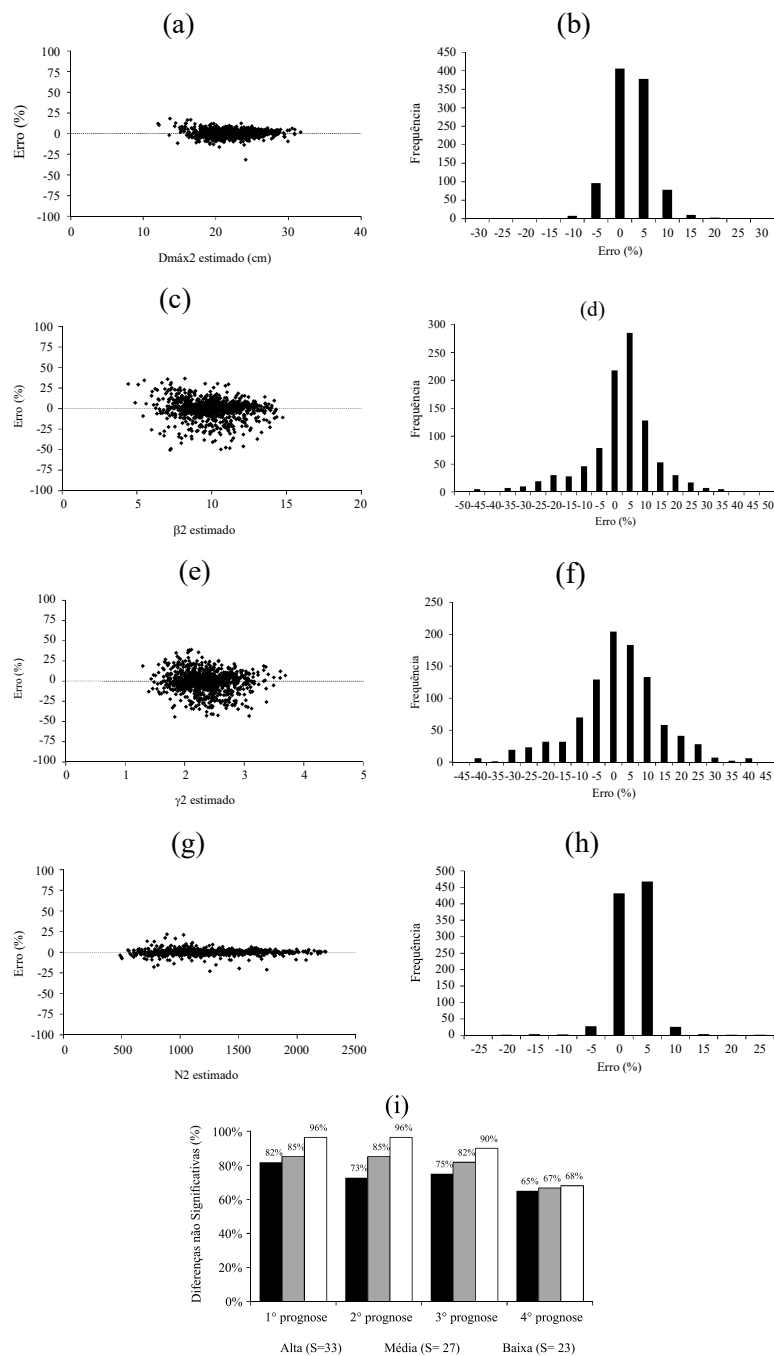 (a)
100
75
50
25
0
-25
-50
-75
-100
Erro (%)
0 10 20 30 40
Dmáx2 estimado (cm)
(b)
450
400
350
300
250
200
150
100
50
0
Frequência
-30 -25 -20 -15 -10 -5 0 5 10 15 20 25 30
Erro (%)
(c)
100
75
50
25
0
-25
-50
-75
-100
Erro (%)
0 5 10 15 20
β2 estimado
(d)
300
250
200
150
100
50
0
Frequência
-50 -45 -40 -35 -30 -25 -20 -15 -10 -5 0 5 10 15 20 25 30 35 40 45 50
Erro (%)
(e)
100
75
50
25
0
-25
-50
-75
-100
Erro (%)
0 1 2 3 4 5
γ2 estimado
(f)
250
200
150
100
50
0
Frequência
-45 -40 -35 -30 -25 -20 -15 -10 -5 0 5 10 15 20 25 30 35 40 45
Erro (%)
(g)
100
75
50
25
0
-25
-50
-75
-100
Erro (%)
0 500 1000 1500 2000 2500
N2 estimado
(h)
500
450
400
350
300
250
200
150
100
50
0
Frequência
-25 -20 -15 -10 -5 0 5 10 15 20 25
Erro (%)
(i)
100%
80%
60%
40%
20%
0%
Diferenças não Significativas (%)
82% 85% 96% 73% 85% 96% 75% 82% 90% 65% 67% 68%
1° prognose 2° prognose 3° prognose 4° prognose
Alta (S=33) Média (S= 27) Baixa (S= 23)